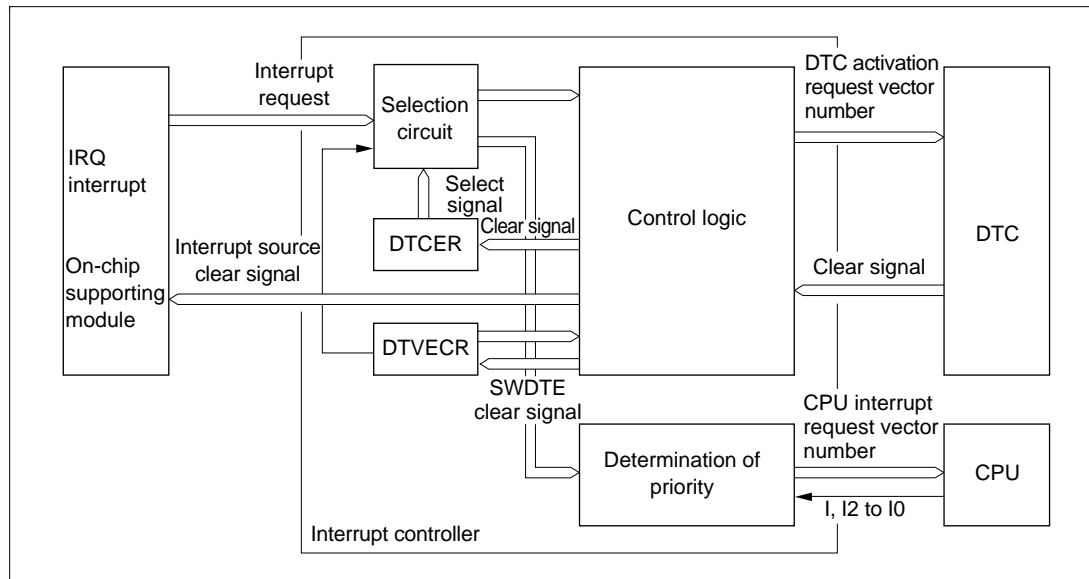 Interrupt
request
Selection
circuit
DTC activation
request vector
number
IRQ
interrupt
Select
signal
Control logic
DTC
DTCER
Clear signal
Interrupt source
clear signal
Clear signal
On-chip
supporting
module
DTVECR
SWDTE
clear signal
CPU interrupt
request vector
number
Determination of
priority
CPU
I, I2 to I0
Interrupt controller